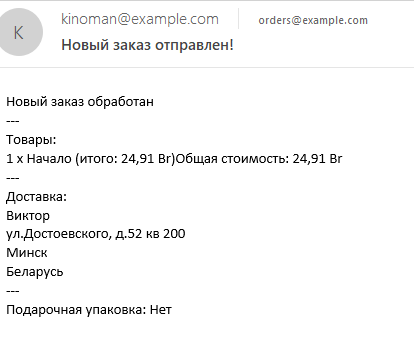 K
kinoman@example.com
orders@example.com
Новый заказ отправлен!
Новый заказ обработан
---
Товары:
1 x Начало (итого: 24,91 Br)Общая стоимость: 24,91 Br
---
Доставка:
Виктор
ул.Достоевского, д.52 кв 200
Минск
Беларусь
---
Подарочная упаковка: Нет